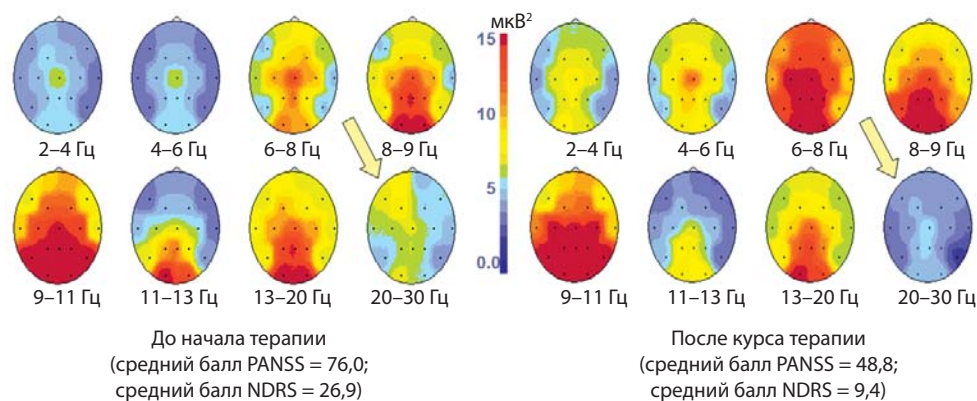 мкВ²
15
10
5
0.0
2–4 Гц
4–6 Гц
6–8 Гц
8–9 Гц
9–11 Гц
11–13 Гц
13–20 Гц
20–30 Гц
До начала терапии
(средний балл PANSS = 76,0;
средний балл NDRS = 26,9)
2–4 Гц
4–6 Гц
6–8 Гц
8–9 Гц
9–11 Гц
11–13 Гц
13–20 Гц
20–30 Гц
После курса терапии
(средний балл PANSS = 48,8;
средний балл NDRS = 9,4)